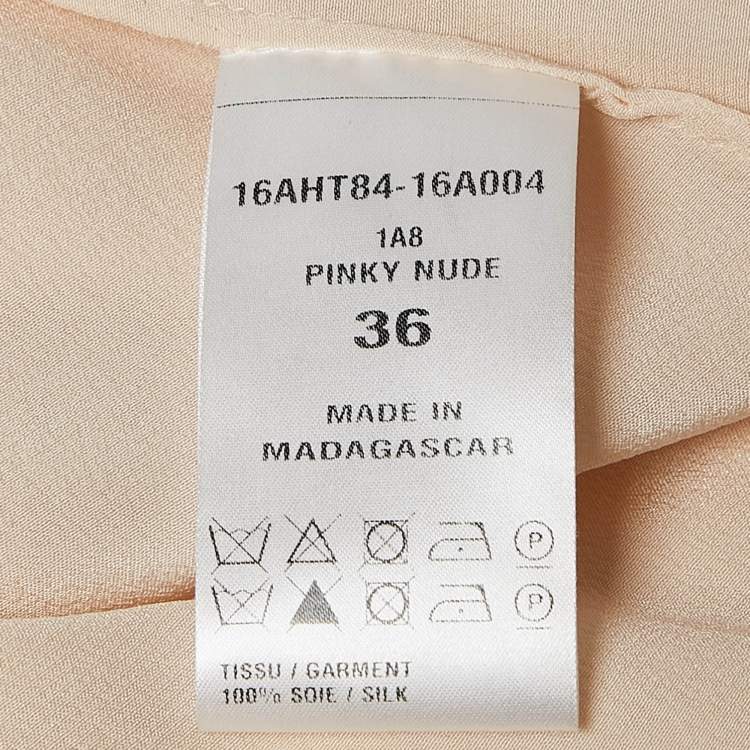 16AHT84-16A004
1A8
PINKY NUDE
36
MADE IN
MADAGASCAR
P
P
TISSU / GARMENT
100% SOIE / SILK